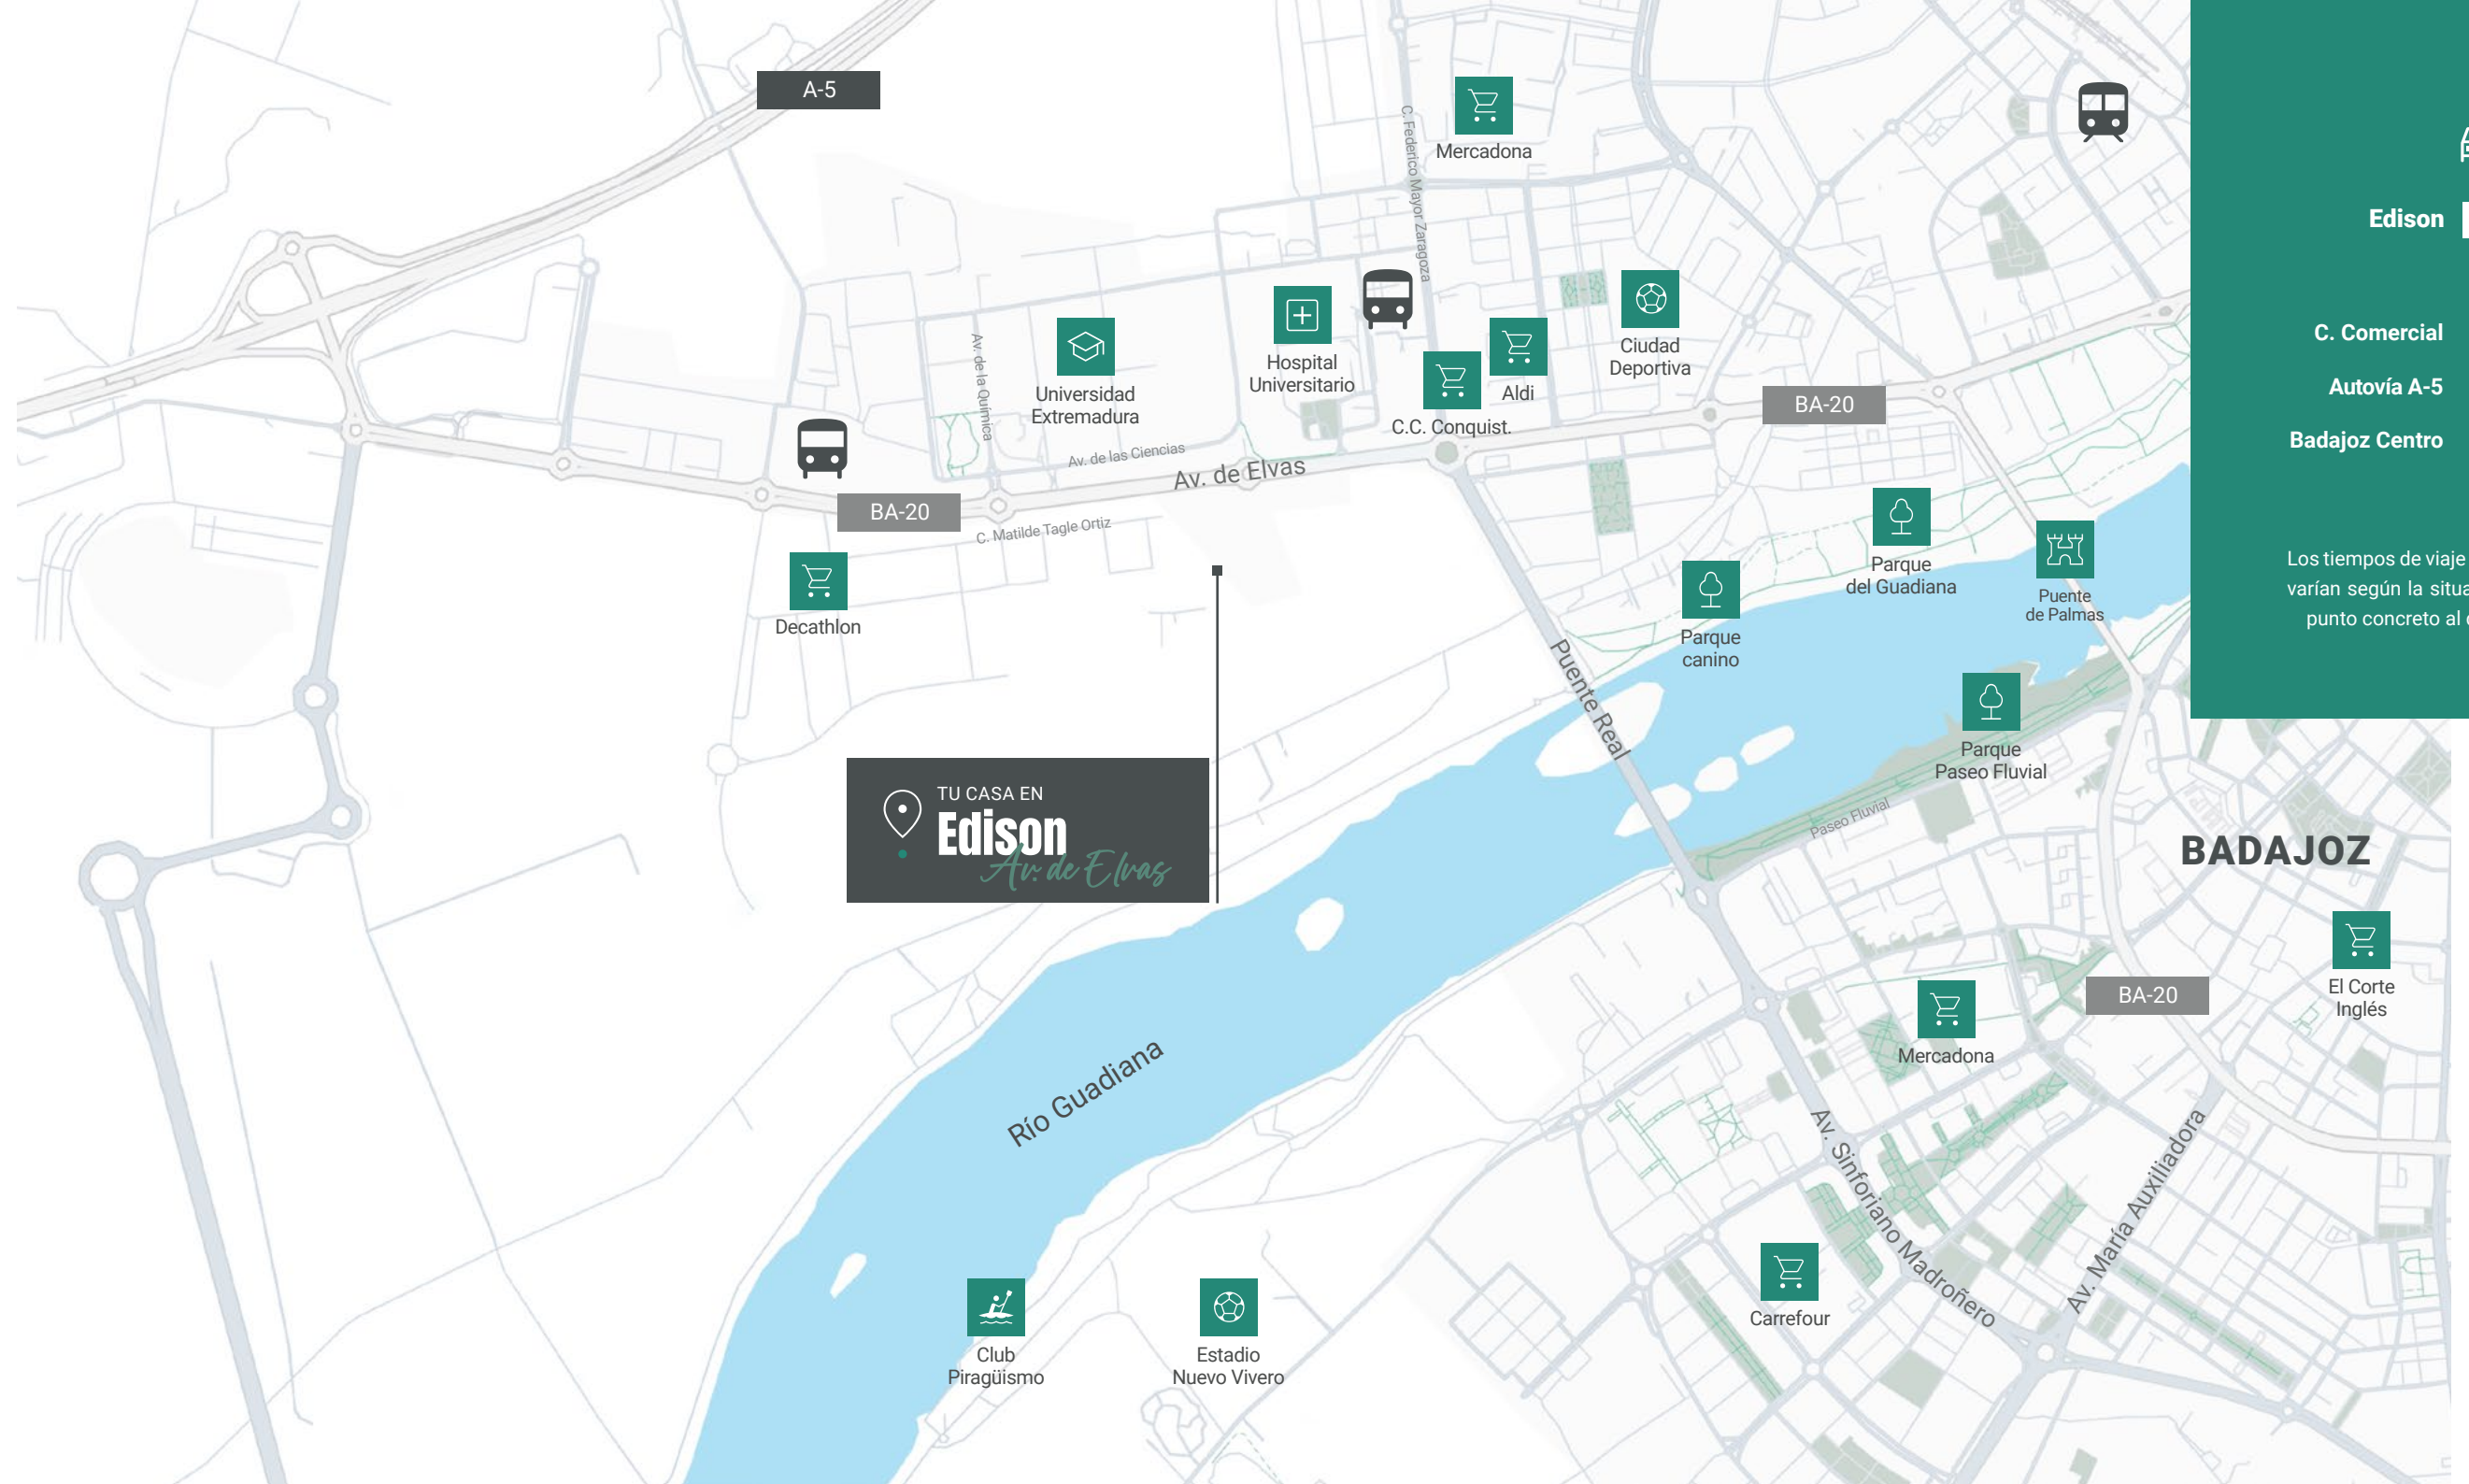 A-5
C. Federico Mayor Zaragoza
Mercadona
Edison
Hospital
Universitario
Universidad
Extremadura
Av. de la Química
C.C. Conquist.
Aldi
Ciudad
Deportiva
BA-20
C. Comercial
Autovía A-5
Badajoz Centro
Av. de las Ciencias
Av. de Elvas
BA-20
C. Matilde Tagle Ortiz
Decathlon
Parque
del Guadiana
Puente
de Palmas
Parque
canino
Los tiempos de viaje
varían según la
punto concreto al
Puente Real
Parque
Paseo Fluvial
Paseo Fluvial
TU CASA EN
Edison
Av. de Elvas
BADAJOZ
El Corte
Inglés
BA-20
Mercadona
Río Guadiana
Av. Sinforiano Madroñero
Av. María Auxiliadora
Carrefour
Club
Piragüismo
Estadio
Nuevo Vivero